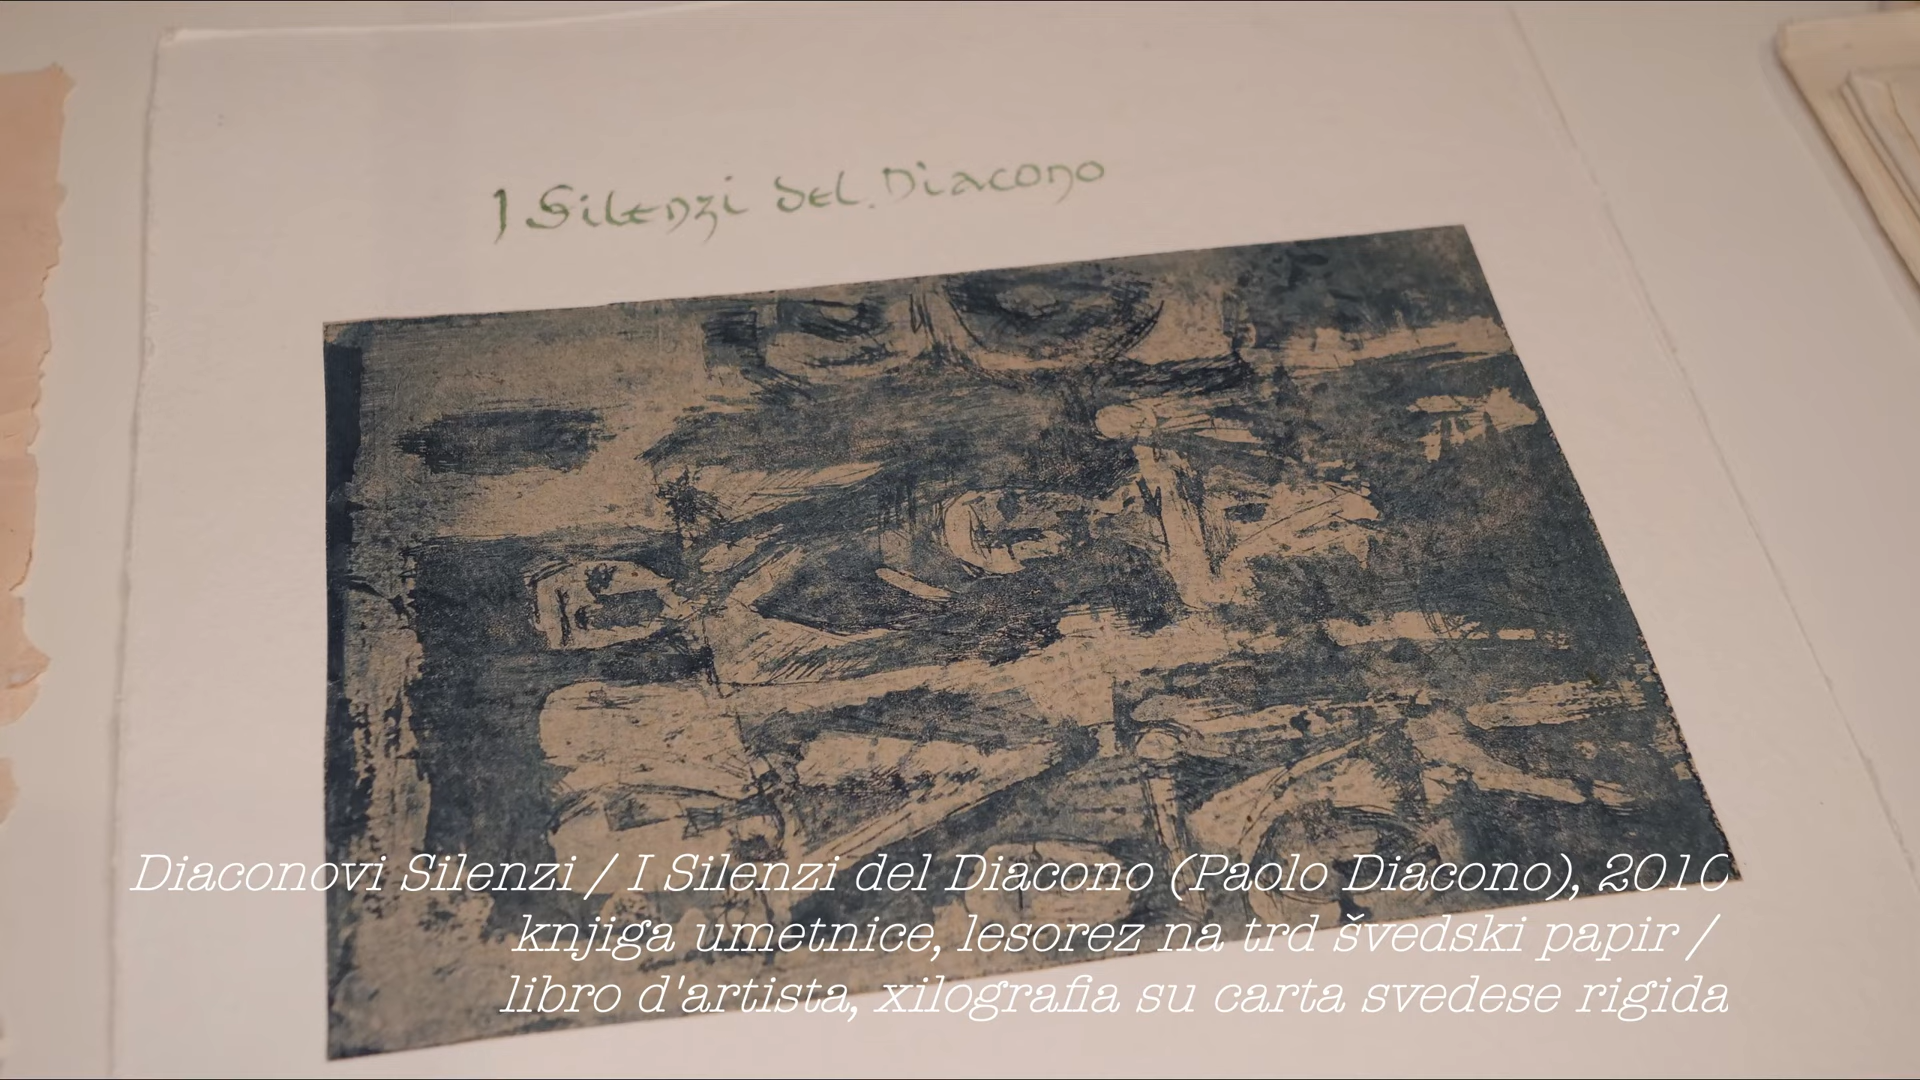 I Silenzi del Diacono
Diaconovi Silenzi / I Silenzi del Diacono (Paolo Diacono), 2010
knjiga umetnice, lesorez na trd švedski papir /
libro d'artista, xilografia su carta svedese rigida